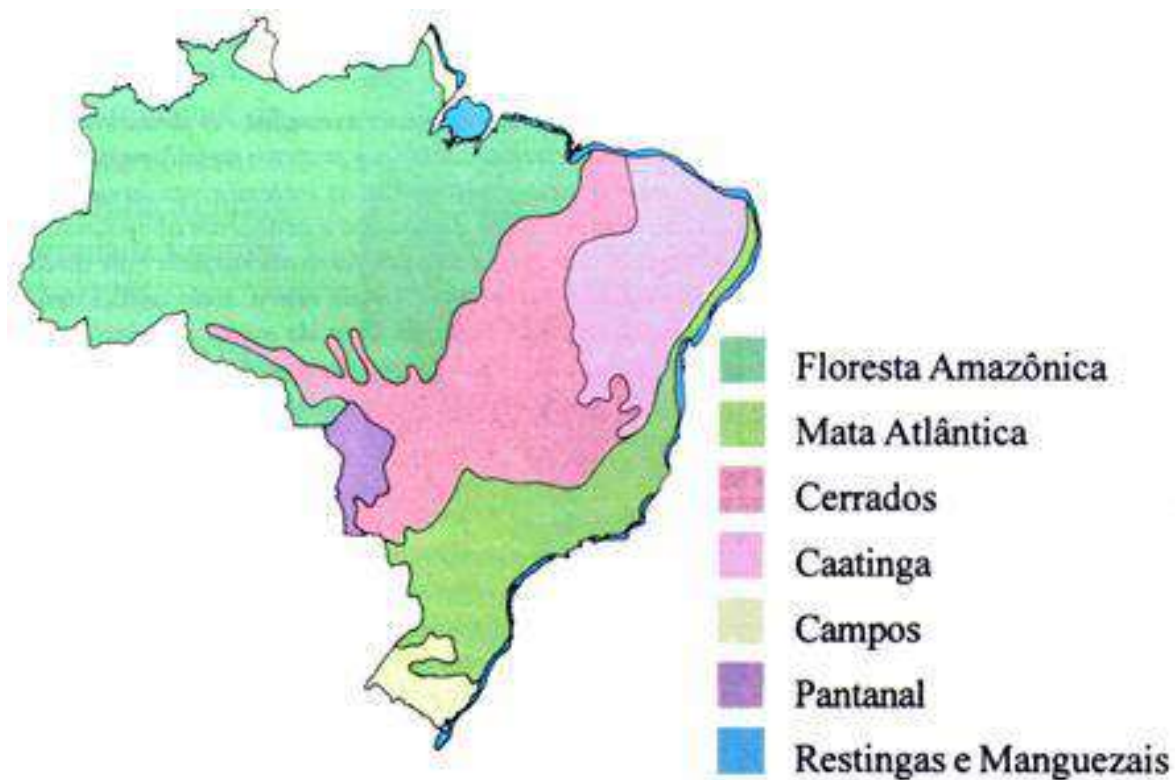 Floresta Amazônica
Mata Atlântica
Cerrados
Caatinga
Campos
Pantanal
Restingas e Manguezais